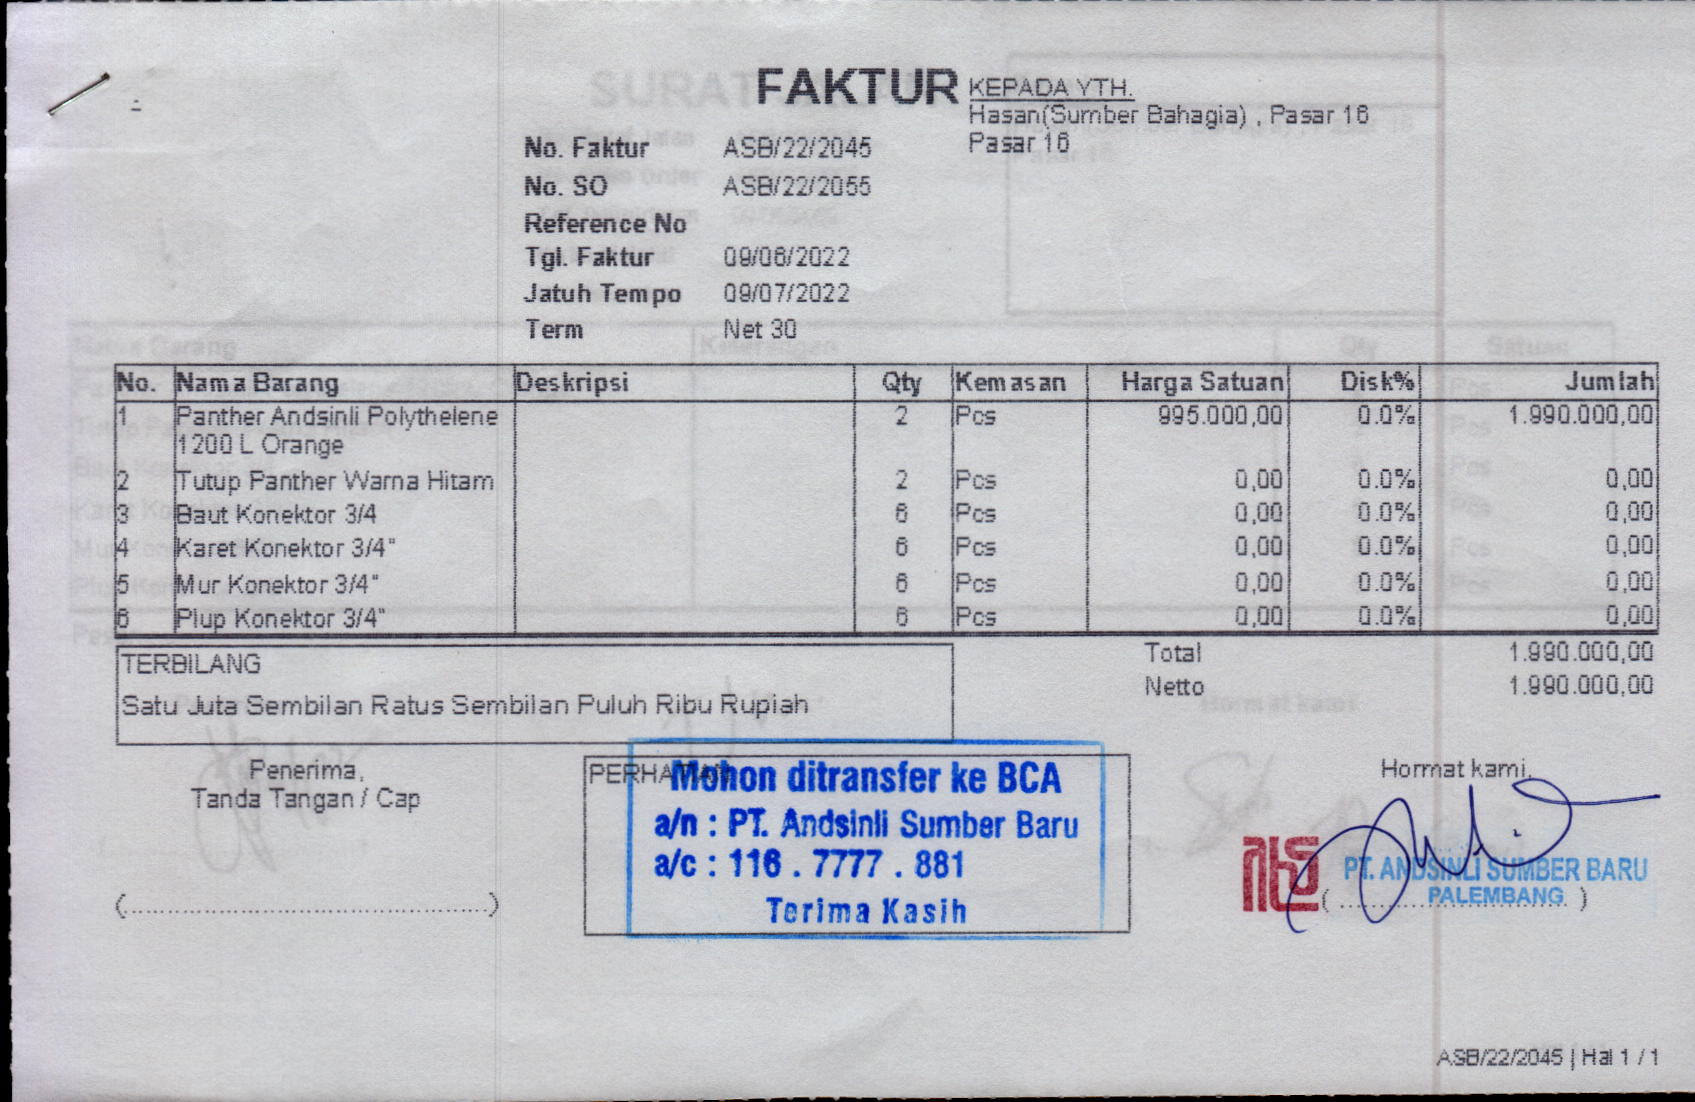 FAKTUR
KEPADA YTH.
Hasan(Sumber Bahagia) , Pasar 16
Pasar 16
No. Faktur ASB/22/2045
No. SO ASB/22/2055
Reference No
Tgl. Faktur 09/06/2022
Jatuh Tempo 09/07/2022
Term Net 30
No. Nama Barang Deskripsi Qty Kemasan Harga Satuan Disk% Jumlah
1 Panther Andsinli Polythelene 2 Pcs 995.000,00 0.0% 1.990.000,00
1200 L Orange
2 Tutup Panther Warna Hitam 2 Pcs 0,00 0.0% 0,00
3 Baut Konektor 3/4 6 Pcs 0,00 0.0% 0,00
4 Karet Konektor 3/4" 6 Pcs 0,00 0.0% 0,00
5 Mur Konektor 3/4" 6 Pcs 0,00 0.0% 0,00
6 Plup Konektor 3/4" 6 Pcs 0,00 0.0% 0,00
Total 1.990.000,00
Netto 1.990.000,00
TERBILANG
Satu Juta Sembilan Ratus Sembilan Puluh Ribu Rupiah
Penerima,
Tanda Tangan / Cap
(........................................)
Mohon ditransfer ke BCA
a/n : PT. Andsinli Sumber Baru
a/c : 116 . 7777 . 881
Terima Kasih
Hormat kami,
PT. ANDSINLI SUMBER BARU
PALEMBANG
ASB/22/2045 | Hal 1 / 1